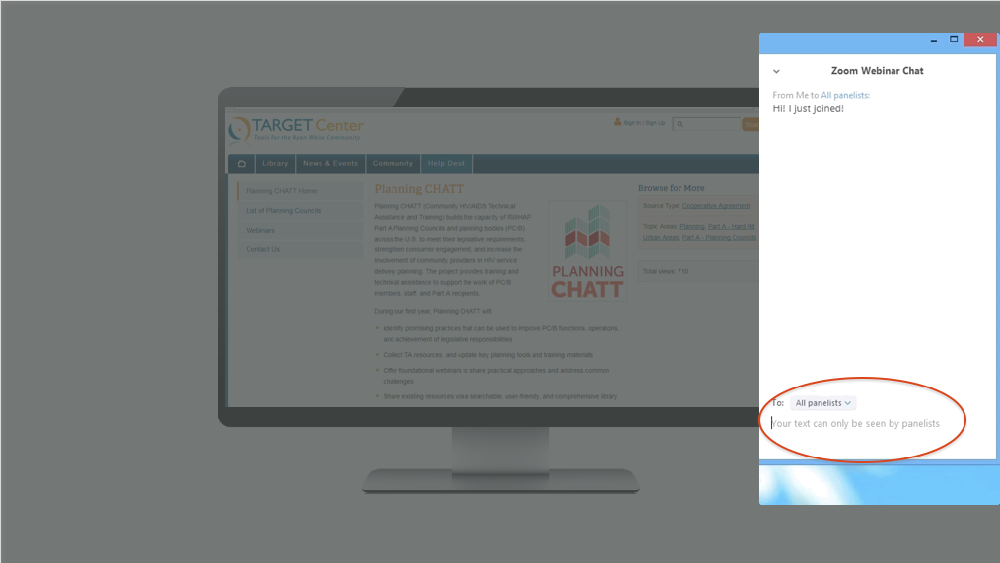 TARGET Center
Tools for the Ryan White Community
Sign In | Sign Up
Library
News & Events
Community
Help Desk
Planning CHATT Home
List of Planning Councils
Webinars
Contact Us
Planning CHATT
Planning CHATT (Community HIV/AIDS Technical
Assistance and Training) builds the capacity of RWHAP
Part A Planning Councils and planning bodies (PC/B)
across the U.S. to meet their legislative requirements,
strengthen consumer engagement, and increase the
involvement of community providers in HIV service
delivery planning. The project provides training and
technical assistance to support the work of PC/B
members, staff, and Part A recipients.
During our first year, Planning CHATT will:
• Identify promising practices that can be used to improve PC/B functions, operations,
and achievement of legislative responsibilities
• Collect TA resources, and update key planning tools and training materials
• Offer foundational webinars to share practical approaches and address common
challenges
• Share existing resources via a searchable, user-friendly, and comprehensive library
PLANNING
CHATT
Browse for More
Source Type: Cooperative Agreement
Topic Areas: Planning, Part A - Hard Hit
Urban Areas, Part A - Planning Councils
Total views: 710
Zoom Webinar Chat
From Me to All panelists:
Hi! I just joined!
To: All panelists
Your text can only be seen by panelists